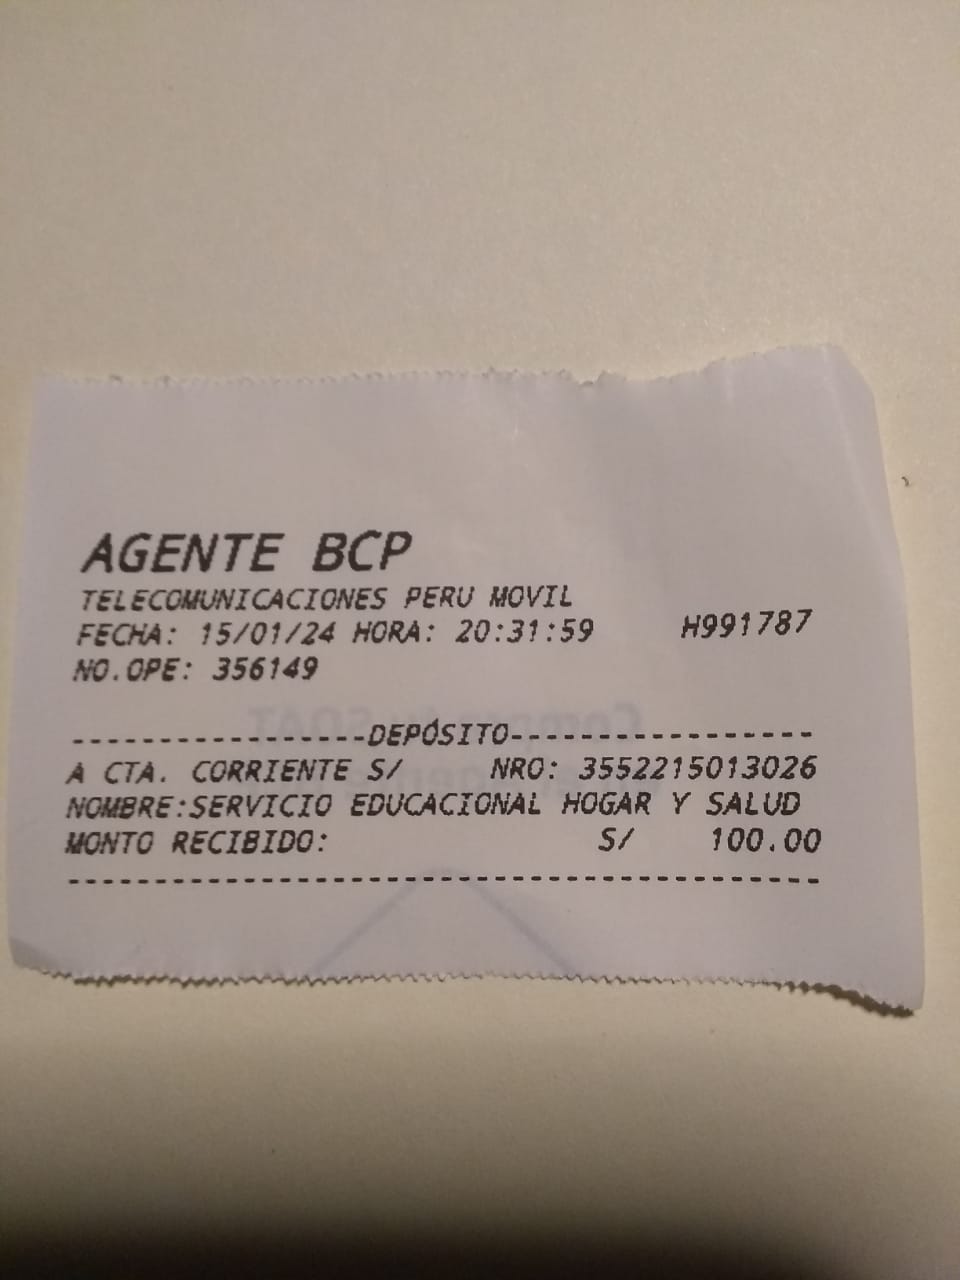 AGENTE BCP
TELECOMUNICACIONES PERU MOVIL
FECHA: 15/01/24 HORA: 20:31:59 H991787
NO.OPE: 356149
-----------------DEPÓSITO-----------------
A CTA. CORRIENTE S/ NRO: 3552215013026
NOMBRE:SERVICIO EDUCACIONAL HOGAR Y SALUD
MONTO RECIBIDO: S/ 100.00
------------------------------------------